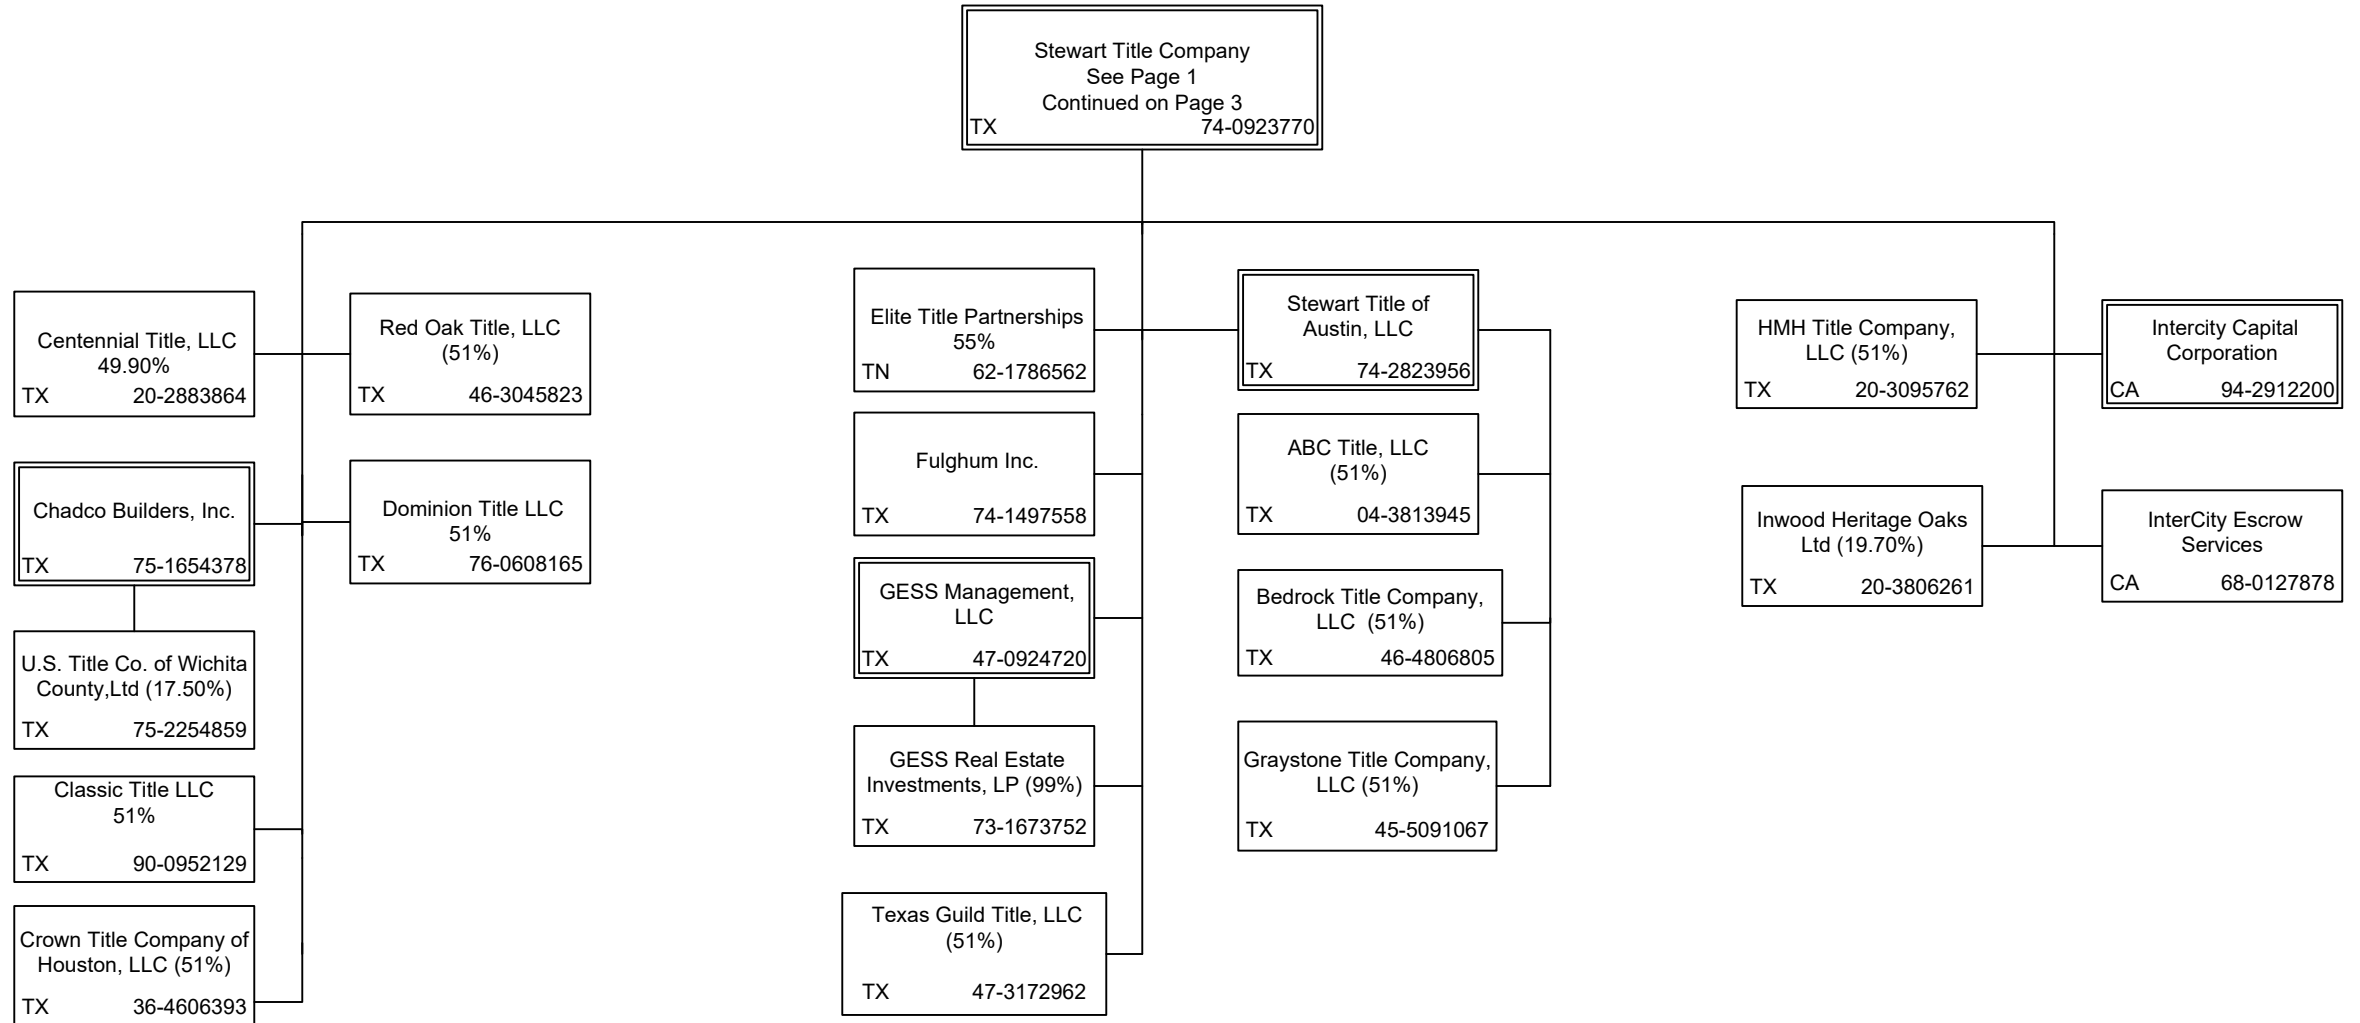 Stewart Title Company
See Page 1
Continued on Page 3
TX 74-0923770
Centennial Title, LLC
49.90%
TX 20-2883864
Red Oak Title, LLC
(51%)
TX 46-3045823
Chadco Builders, Inc.
TX 75-1654378
Dominion Title LLC
51%
TX 76-0608165
U.S. Title Co. of Wichita
County,Ltd (17.50%)
TX 75-2254859
Classic Title LLC
51%
TX 90-0952129
Crown Title Company of
Houston, LLC (51%)
TX 36-4606393
Elite Title Partnerships
55%
TN 62-1786562
Fulghum Inc.
TX 74-1497558
GESS Management,
LLC
TX 47-0924720
GESS Real Estate
Investments, LP (99%)
TX 73-1673752
Texas Guild Title, LLC
(51%)
TX 47-3172962
Stewart Title of
Austin, LLC
TX 74-2823956
ABC Title, LLC
(51%)
TX 04-3813945
Bedrock Title Company,
LLC (51%)
TX 46-4806805
Graystone Title Company,
LLC (51%)
TX 45-5091067
HMH Title Company,
LLC (51%)
TX 20-3095762
Intercity Capital
Corporation
CA 94-2912200
Inwood Heritage Oaks
Ltd (19.70%)
TX 20-3806261
InterCity Escrow
Services
CA 68-0127878